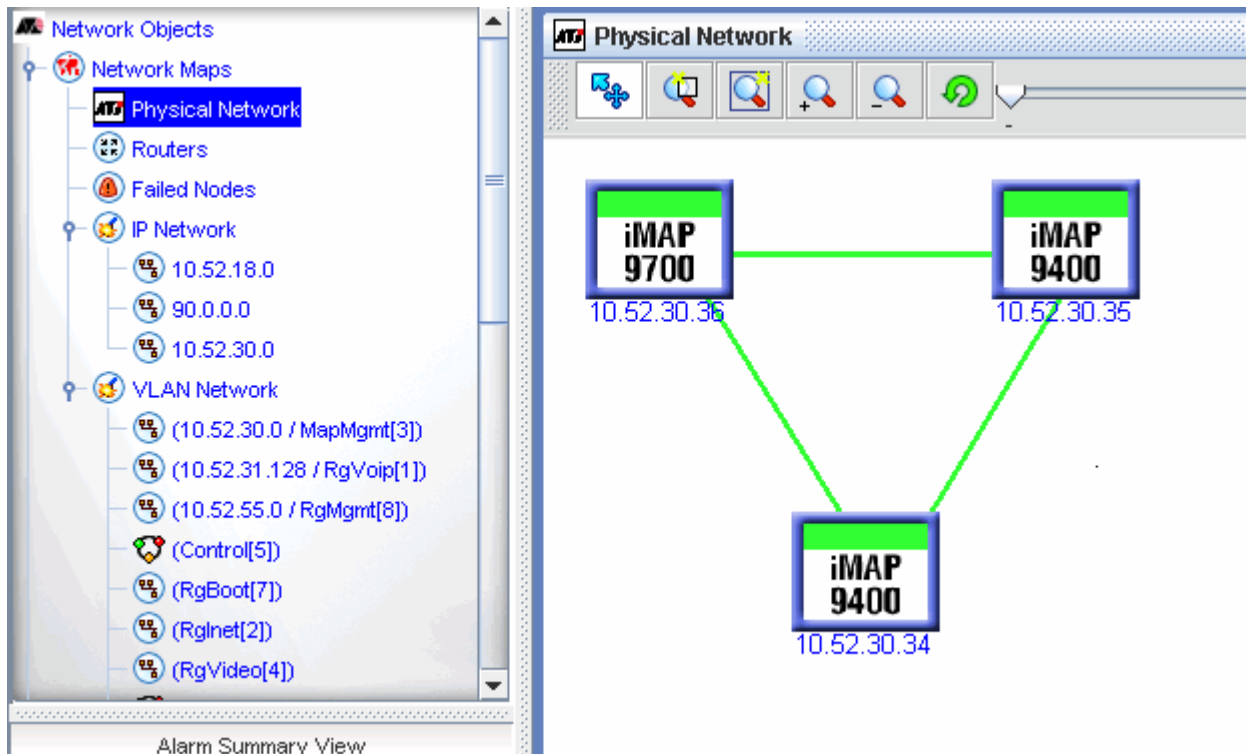 Network Objects
Network Maps
Physical Network
Routers
Failed Nodes
IP Network
10.52.18.0
90.0.0.0
10.52.30.0
VLAN Network
(10.52.30.0 / MapMgmt[3])
(10.52.31.128 / RgVoip[1])
(10.52.55.0 / RgMgmt[8])
(Control[5])
(RgBoot[7])
(RgInet[2])
(RgVideo[4])
Alarm Summary View
Physical Network
iMAP
9700
10.52.30.36
iMAP
9400
10.52.30.35
iMAP
9400
10.52.30.34